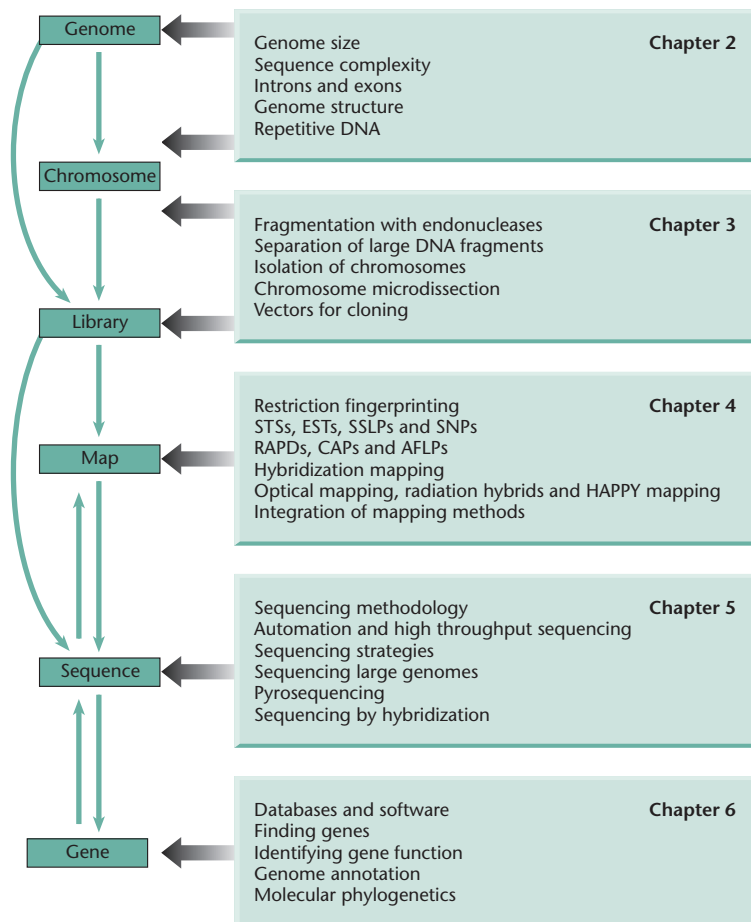 Genome
Genome size
Chapter 2
Sequence complexity
Introns and exons
Genome structure
Repetitive DNA
Chromosome
Fragmentation with endonucleases
Chapter 3
Separation of large DNA fragments
Isolation of chromosomes
Chromosome microdissection
Vectors for cloning
Library
Restriction fingerprinting
Chapter 4
STSs, ESTs, SSLPs and SNPs
RAPDs, CAPs and AFLPs
Hybridization mapping
Optical mapping, radiation hybrids and HAPPY mapping
Integration of mapping methods
Map
Sequencing methodology
Chapter 5
Automation and high throughput sequencing
Sequencing strategies
Sequencing large genomes
Pyrosequencing
Sequencing by hybridization
Sequence
Databases and software
Chapter 6
Finding genes
Identifying gene function
Genome annotation
Molecular phylogenetics
Gene